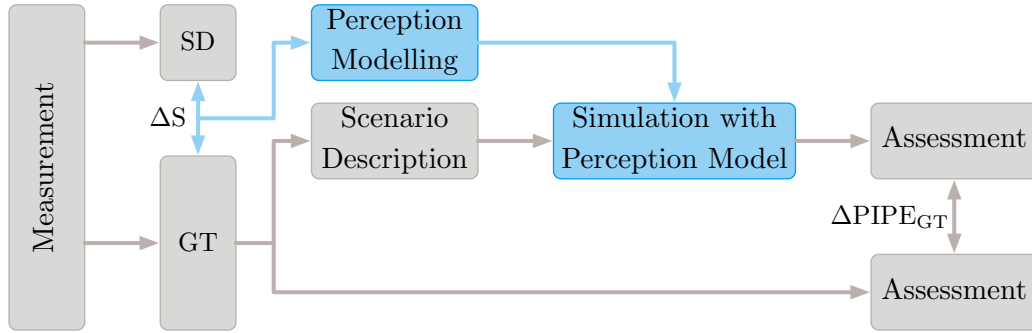 Measurement
SD
ΔS
GT
Perception
Modelling
Scenario
Description
Simulation with
Perception Model
Assessment
ΔPIPE_GT
Assessment